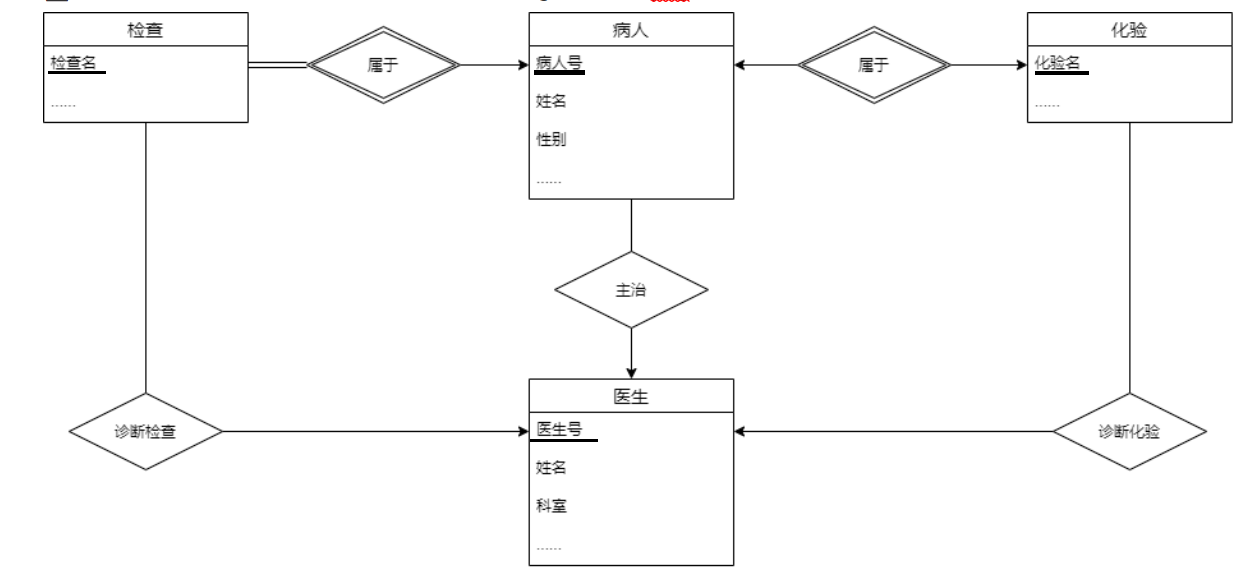 检查
检查名
......
属于
病人
病人号
姓名
性别
......
属于
化验
化验名
......
主治
诊断检查
医生
医生号
姓名
科室
......
诊断化验